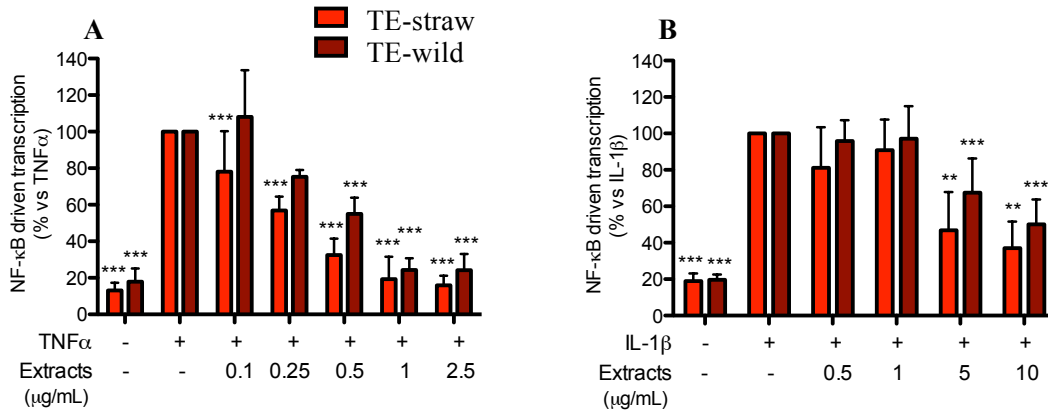 A
TE-straw
TE-wild
NF-κB driven transcription
(% vs TNFα)
140
120
100
80
60
40
20
0
*** *** *** *** *** *** *** *** *** ***
TNFα - + + + + + +
Extracts - - 0.1 0.25 0.5 1 2.5
(μg/mL)
B
NF-κB driven transcription
(% vs IL-1β)
140
120
100
80
60
40
20
0
*** *** ** *** ** ***
IL-1β - + + + + +
Extracts - - 0.5 1 5 10
(μg/mL)